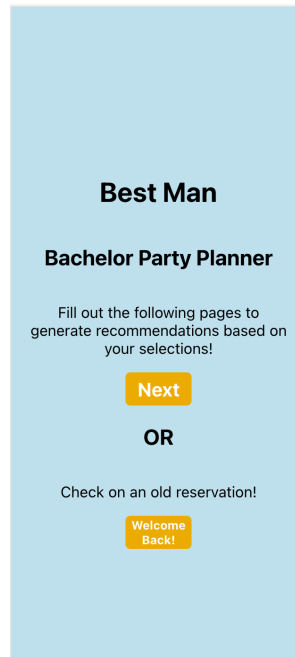 Best Man
Bachelor Party Planner
Fill out the following pages to
generate recommendations based on
your selections!
Next
OR
Check on an old reservation!
Welcome
Back!